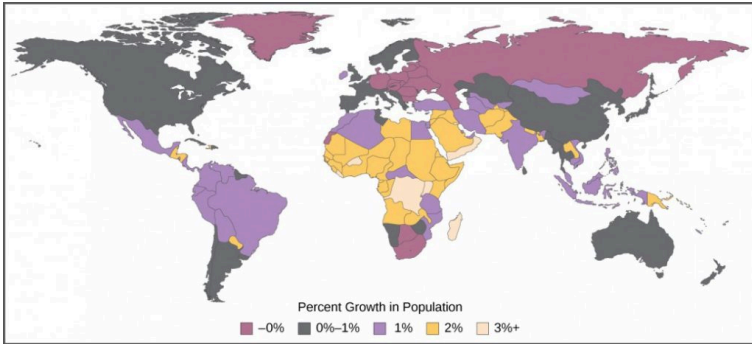 Percent Growth in Population
–0% 0%–1% 1% 2% 3%+